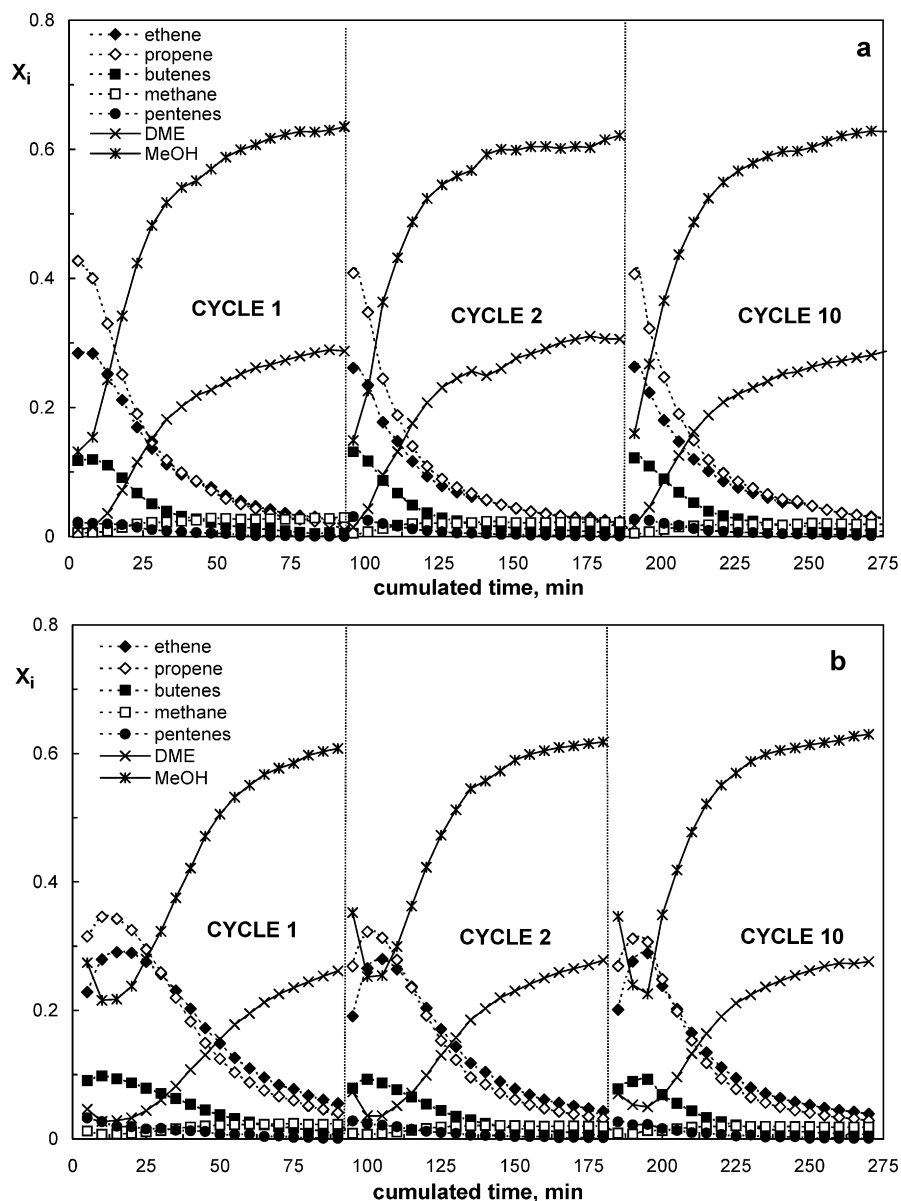 a
0.8
0.6
0.4
0.2
0
Xi
ethene
propene
butenes
methane
pentenes
DME
MeOH
CYCLE 1
CYCLE 2
CYCLE 10
0 25 50 75 100 125 150 175 200 225 250 275
cumulated time, min
b
0.8
0.6
0.4
0.2
0
Xi
ethene
propene
butenes
methane
pentenes
DME
MeOH
CYCLE 1
CYCLE 2
CYCLE 10
0 25 50 75 100 125 150 175 200 225 250 275
cumulated time, min